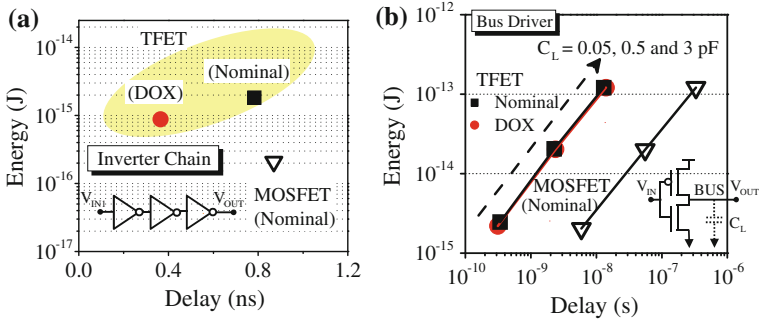 (a)
Energy (J)
10⁻¹⁴
10⁻¹⁵
10⁻¹⁶
10⁻¹⁷
TFET
(DOX)
(Nominal)
Inverter Chain
MOSFET
(Nominal)
V_IN1
V_OUT
0.0
0.4
0.8
1.2
Delay (ns)
(b)
Energy (J)
10⁻¹²
10⁻¹³
10⁻¹⁴
10⁻¹⁵
Bus Driver
C_L = 0.05, 0.5 and 3 pF
TFET
Nominal
DOX
MOSFET
(Nominal)
V_IN
BUS
V_OUT
C_L
10⁻¹⁰
10⁻⁹
10⁻⁸
10⁻⁷
10⁻⁶
Delay (s)